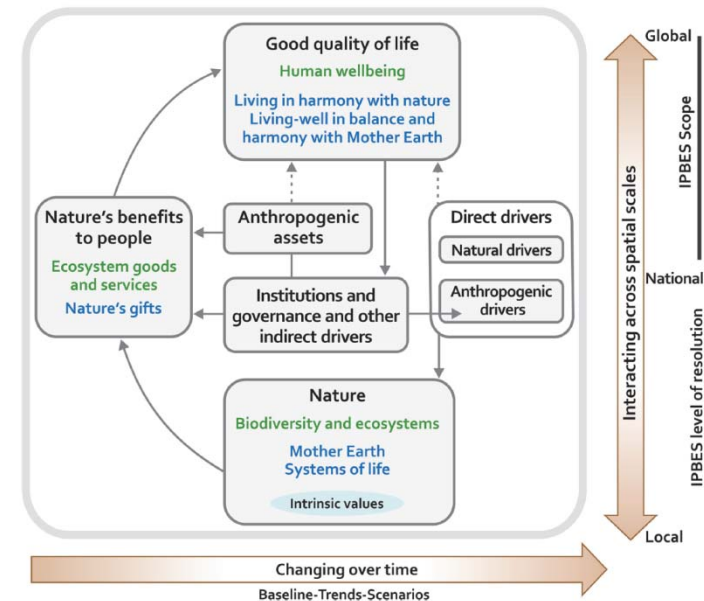 Good quality of life
Human wellbeing
Living in harmony with nature
Living-well in balance and
harmony with Mother Earth
Nature's benefits
to people
Ecosystem goods
and services
Nature's gifts
Anthropogenic
assets
Direct drivers
Natural drivers
Anthropogenic
drivers
Institutions and
governance and other
indirect drivers
Nature
Biodiversity and ecosystems
Mother Earth
Systems of life
Intrinsic values
Global
IPBES Scope
Interacting across spatial scales
National
IPBES level of resolution
Local
Changing over time
Baseline-Trends-Scenarios